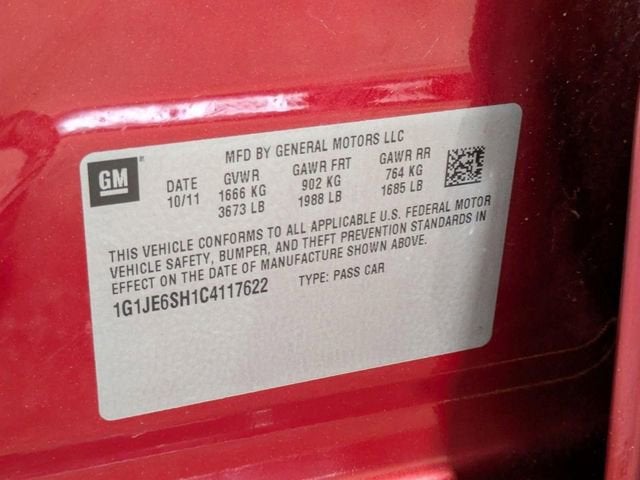 MFD BY GENERAL MOTORS LLC
GM
DATE GVWR GAWR FRT GAWR RR
10/11 1666 KG 902 KG 764 KG
3673 LB 1988 LB 1685 LB
THIS VEHICLE CONFORMS TO ALL APPLICABLE U.S. FEDERAL MOTOR
VEHICLE SAFETY, BUMPER, AND THEFT PREVENTION STANDARDS IN
EFFECT ON THE DATE OF MANUFACTURE SHOWN ABOVE.
1G1JE6SH1C4117622 TYPE: PASS CAR